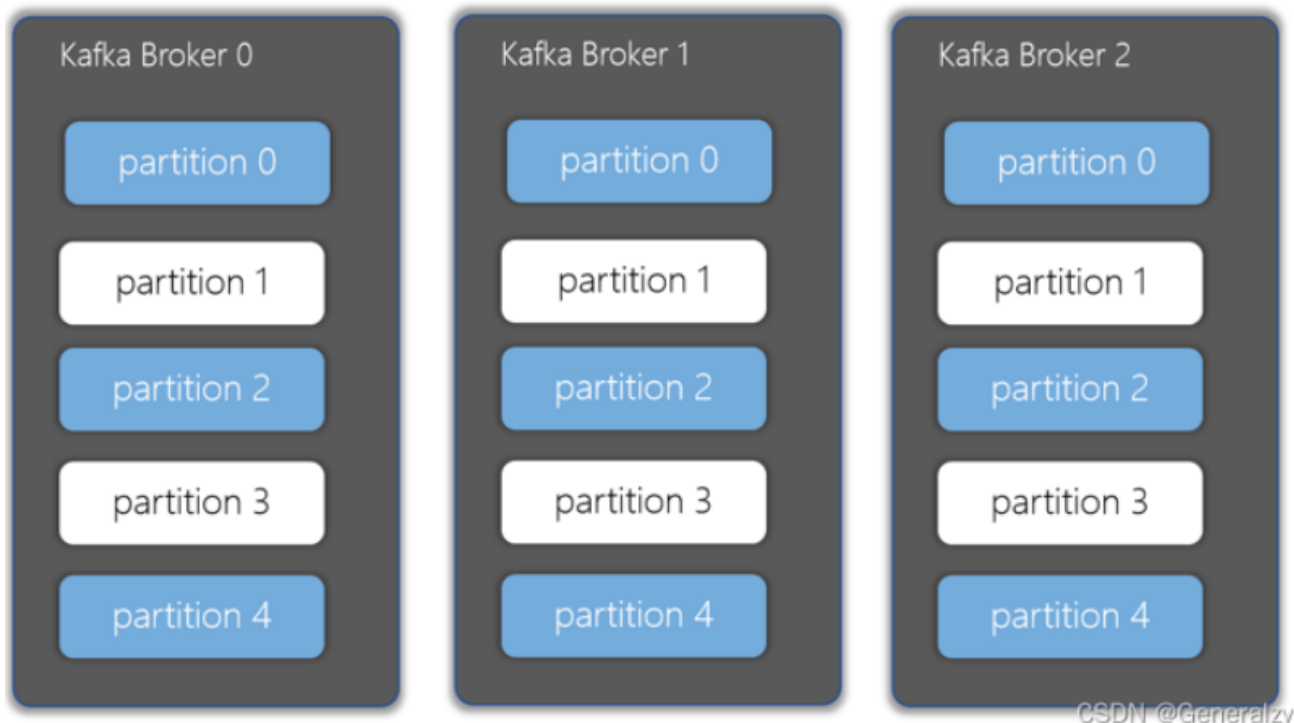 Kafka Broker 0
partition 0
partition 1
partition 2
partition 3
partition 4
Kafka Broker 1
partition 0
partition 1
partition 2
partition 3
partition 4
Kafka Broker 2
partition 0
partition 1
partition 2
partition 3
partition 4
CSDN @Generalzy